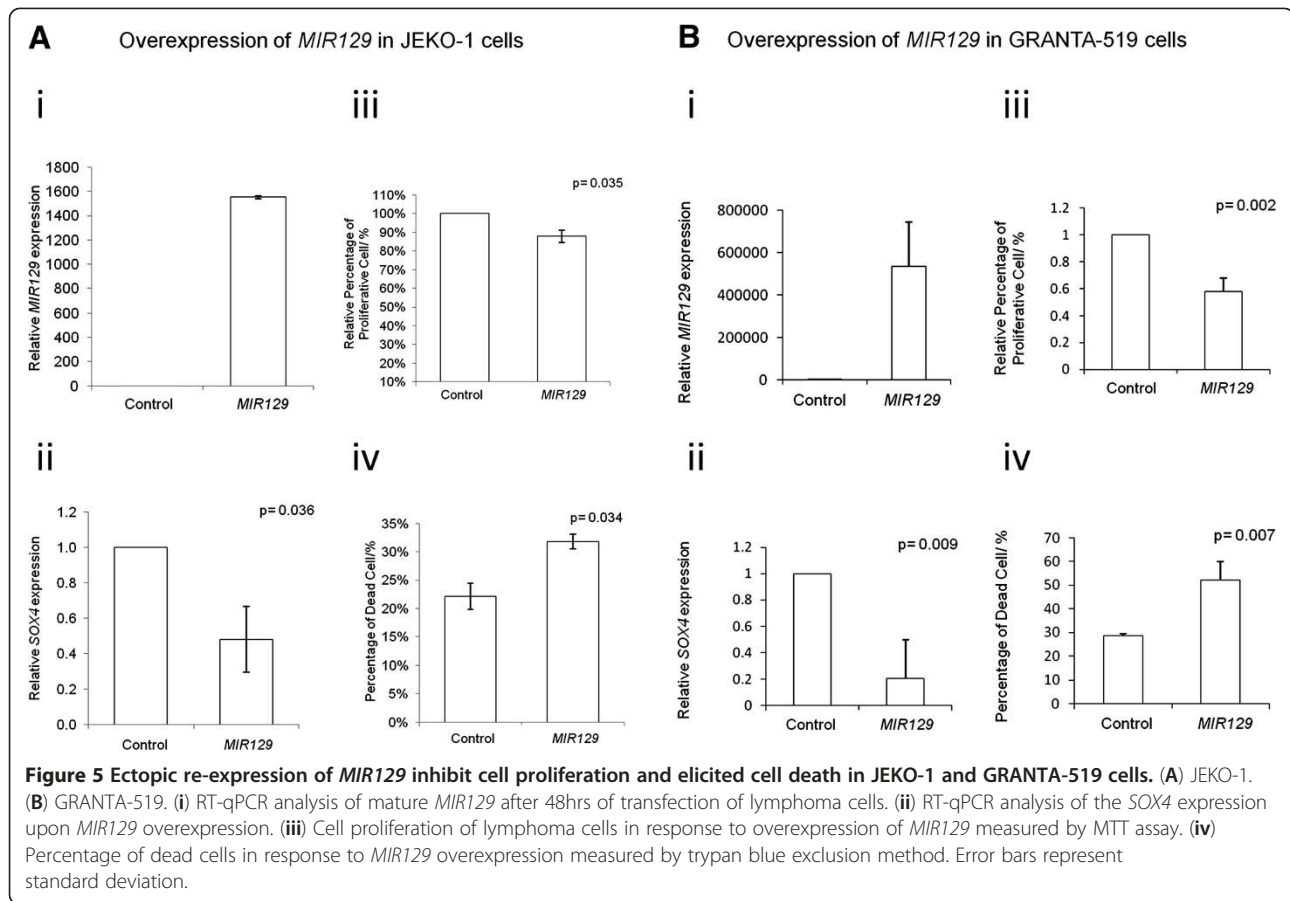 A Overexpression of MIR129 in JEKO-1 cells
i
Relative MIR129 expression
1800
1600
1400
1200
1000
800
600
400
200
0
Control MIR129
iii
p= 0.035
Relative Percentage of
Proliferative Cell/ %
110%
100%
90%
80%
70%
60%
50%
40%
30%
20%
10%
Control MIR129
ii
p= 0.036
Relative SOX4 expression
1.2
1.0
0.8
0.6
0.4
0.2
0.0
Control MIR129
iv
p= 0.034
Percentage of Dead Cell/%
35%
30%
25%
20%
15%
10%
5%
0%
Control MIR129
B Overexpression of MIR129 in GRANTA-519 cells
i
Relative MIR129 expression
800000
600000
400000
200000
0
Control MIR129
iii
p= 0.002
Relative Percentage of
Proliferative Cell/ %
1.2
1
0.8
0.6
0.4
0.2
0
Control MIR129
ii
p= 0.009
Relative SOX4 expression
1.2
1
0.8
0.6
0.4
0.2
0
Control MIR129
iv
p= 0.007
Percentage of Dead Cell/ %
70
60
50
40
30
20
10
0
Control MIR129
Figure 5 Ectopic re-expression of MIR129 inhibit cell proliferation and elicited cell death in JEKO-1 and GRANTA-519 cells. (A) JEKO-1.
(B) GRANTA-519. (i) RT-qPCR analysis of mature MIR129 after 48hrs of transfection of lymphoma cells. (ii) RT-qPCR analysis of the SOX4 expression
upon MIR129 overexpression. (iii) Cell proliferation of lymphoma cells in response to overexpression of MIR129 measured by MTT assay. (iv)
Percentage of dead cells in response to MIR129 overexpression measured by trypan blue exclusion method. Error bars represent
standard deviation.